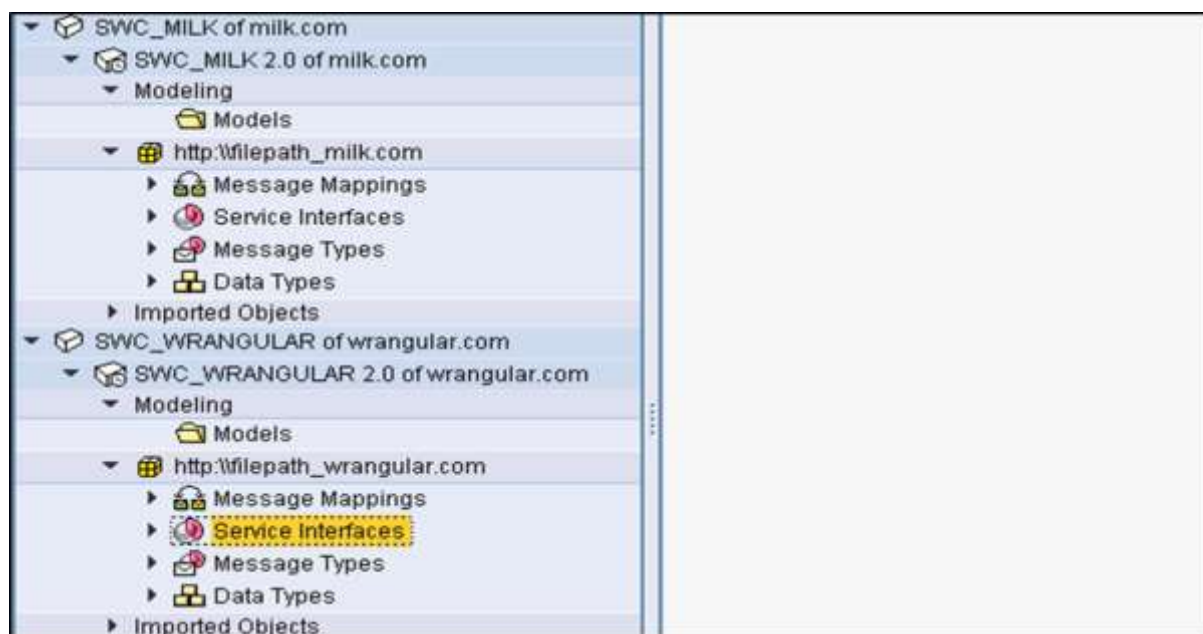 SWC_MILK of milk.com
SWC_MILK 2.0 of milk.com
Modeling
Models
http:\\filepath_milk.com
Message Mappings
Service Interfaces
Message Types
Data Types
Imported Objects
SWC_WRANGULAR of wrangular.com
SWC_WRANGULAR 2.0 of wrangular.com
Modeling
Models
http:\\filepath_wrangular.com
Message Mappings
Service Interfaces
Message Types
Data Types
Imported Objects